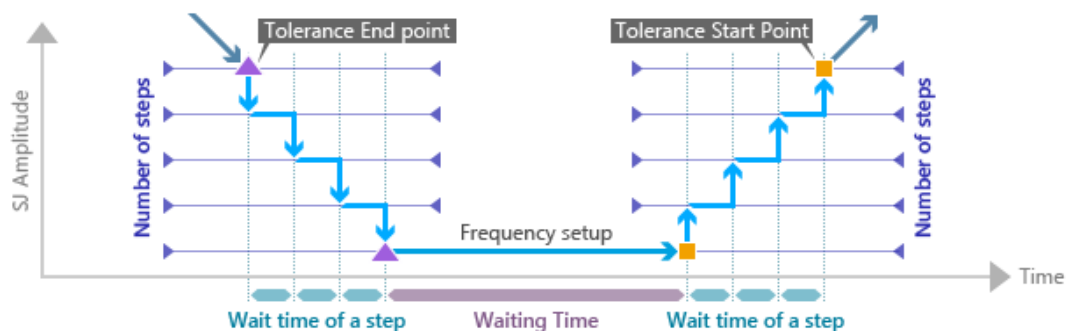 Tolerance End point
Tolerance Start Point
SJ Amplitude
Number of steps
Number of steps
Frequency setup
Time
Wait time of a step
Waiting Time
Wait time of a step